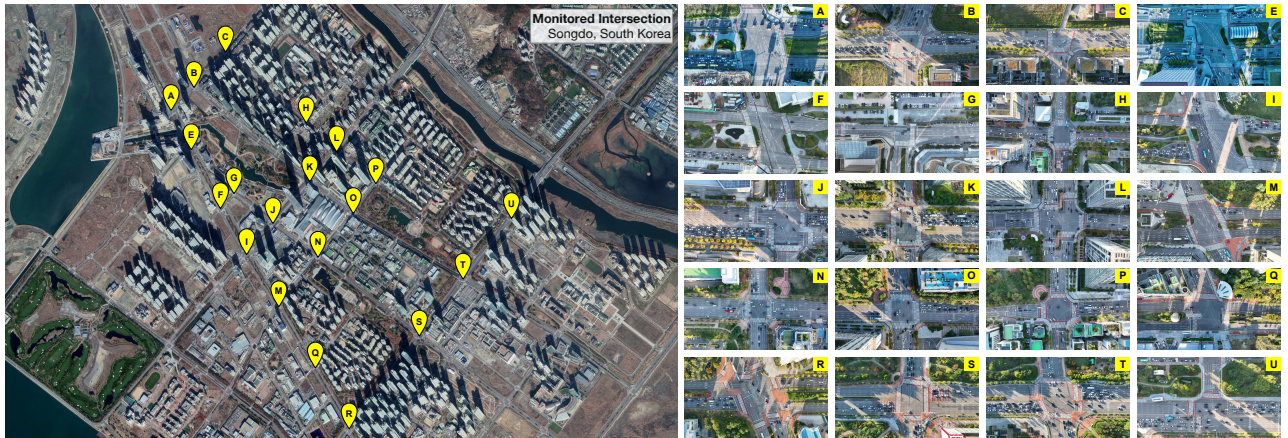 Monitored Intersection
Songdo, South Korea
C
B
A
E
H
L
K
P
G
F
O
J
U
I
N
T
M
S
Q
R
A
B
C
E
F
G
H
I
J
K
L
M
N
O
P
Q
R
S
T
U